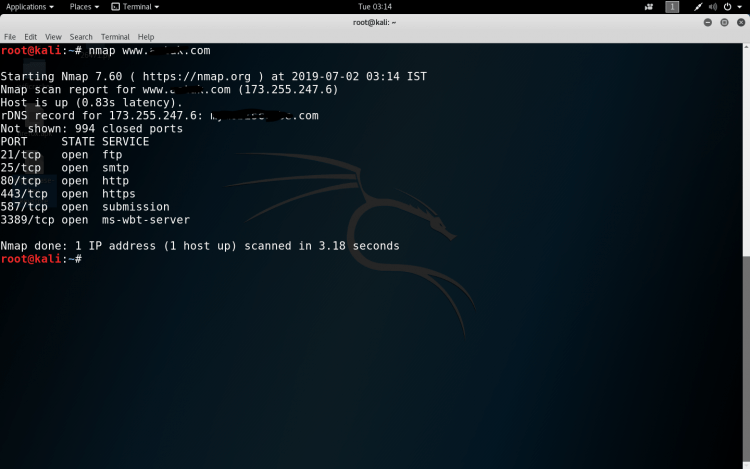 Applications Places Terminal Tue 03:14 1
root@kali: ~
File Edit View Search Terminal Help
root@kali:~# nmap www. .com
Starting Nmap 7.60 ( https://nmap.org ) at 2019-07-02 03:14 IST
Nmap scan report for www. .com (173.255.247.6)
Host is up (0.83s latency).
rDNS record for 173.255.247.6: .com
Not shown: 994 closed ports
PORT STATE SERVICE
21/tcp open ftp
25/tcp open smtp
80/tcp open http
443/tcp open https
587/tcp open submission
3389/tcp open ms-wbt-server
Nmap done: 1 IP address (1 host up) scanned in 3.18 seconds
root@kali:~#